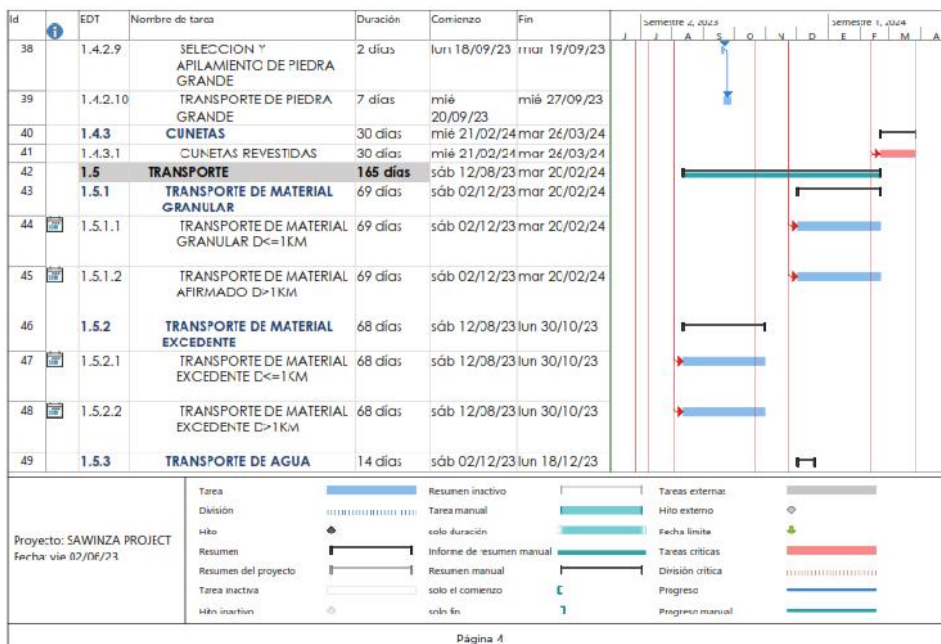 Id EDT Nombre de tarea Duración Comienzo Fin Semestre 2, 2023 Semestre 1, 2024
J J A S O N D E F M A
38 1.4.2.9 SELECCION Y 2 días lun 18/09/23 mar 19/09/23
APILAMIENTO DE PIEDRA
GRANDE
39 1.4.2.10 TRANSPORTE DE PIEDRA 7 días mié mié 27/09/23
GRANDE 20/09/23
40 1.4.3 CUNETAS 30 días mié 21/02/24 mar 26/03/24
41 1.4.3.1 CUNETAS REVESTIDAS 30 días mié 21/02/24 mar 26/03/24
42 1.5 TRANSPORTE 165 días sáb 12/08/23 mar 20/02/24
43 1.5.1 TRANSPORTE DE MATERIAL 69 días sáb 02/12/23 mar 20/02/24
GRANULAR
44 1.5.1.1 TRANSPORTE DE MATERIAL 69 días sáb 02/12/23 mar 20/02/24
GRANULAR D<=1KM
45 1.5.1.2 TRANSPORTE DE MATERIAL 69 días sáb 02/12/23 mar 20/02/24
AFIRMADO D>1KM
46 1.5.2 TRANSPORTE DE MATERIAL 68 días sáb 12/08/23 lun 30/10/23
EXCEDENTE
47 1.5.2.1 TRANSPORTE DE MATERIAL 68 días sáb 12/08/23 lun 30/10/23
EXCEDENTE D<=1KM
48 1.5.2.2 TRANSPORTE DE MATERIAL 68 días sáb 12/08/23 lun 30/10/23
EXCEDENTE D>1KM
49 1.5.3 TRANSPORTE DE AGUA 14 días sáb 02/12/23 lun 18/12/23
Proyecto: SAWINZA PROJECT
Fecha: vie 02/06/23
Tarea Resumen inactivo Tareas externas
División Tarea manual Hito externo
Hito solo duración Fecha límite
Resumen Informe de resumen manual Tareas críticas
Resumen del proyecto Resumen manual División crítica
Tarea inactiva solo el comienzo Progreso
Hito inactivo solo fin Progreso manual
Página 4